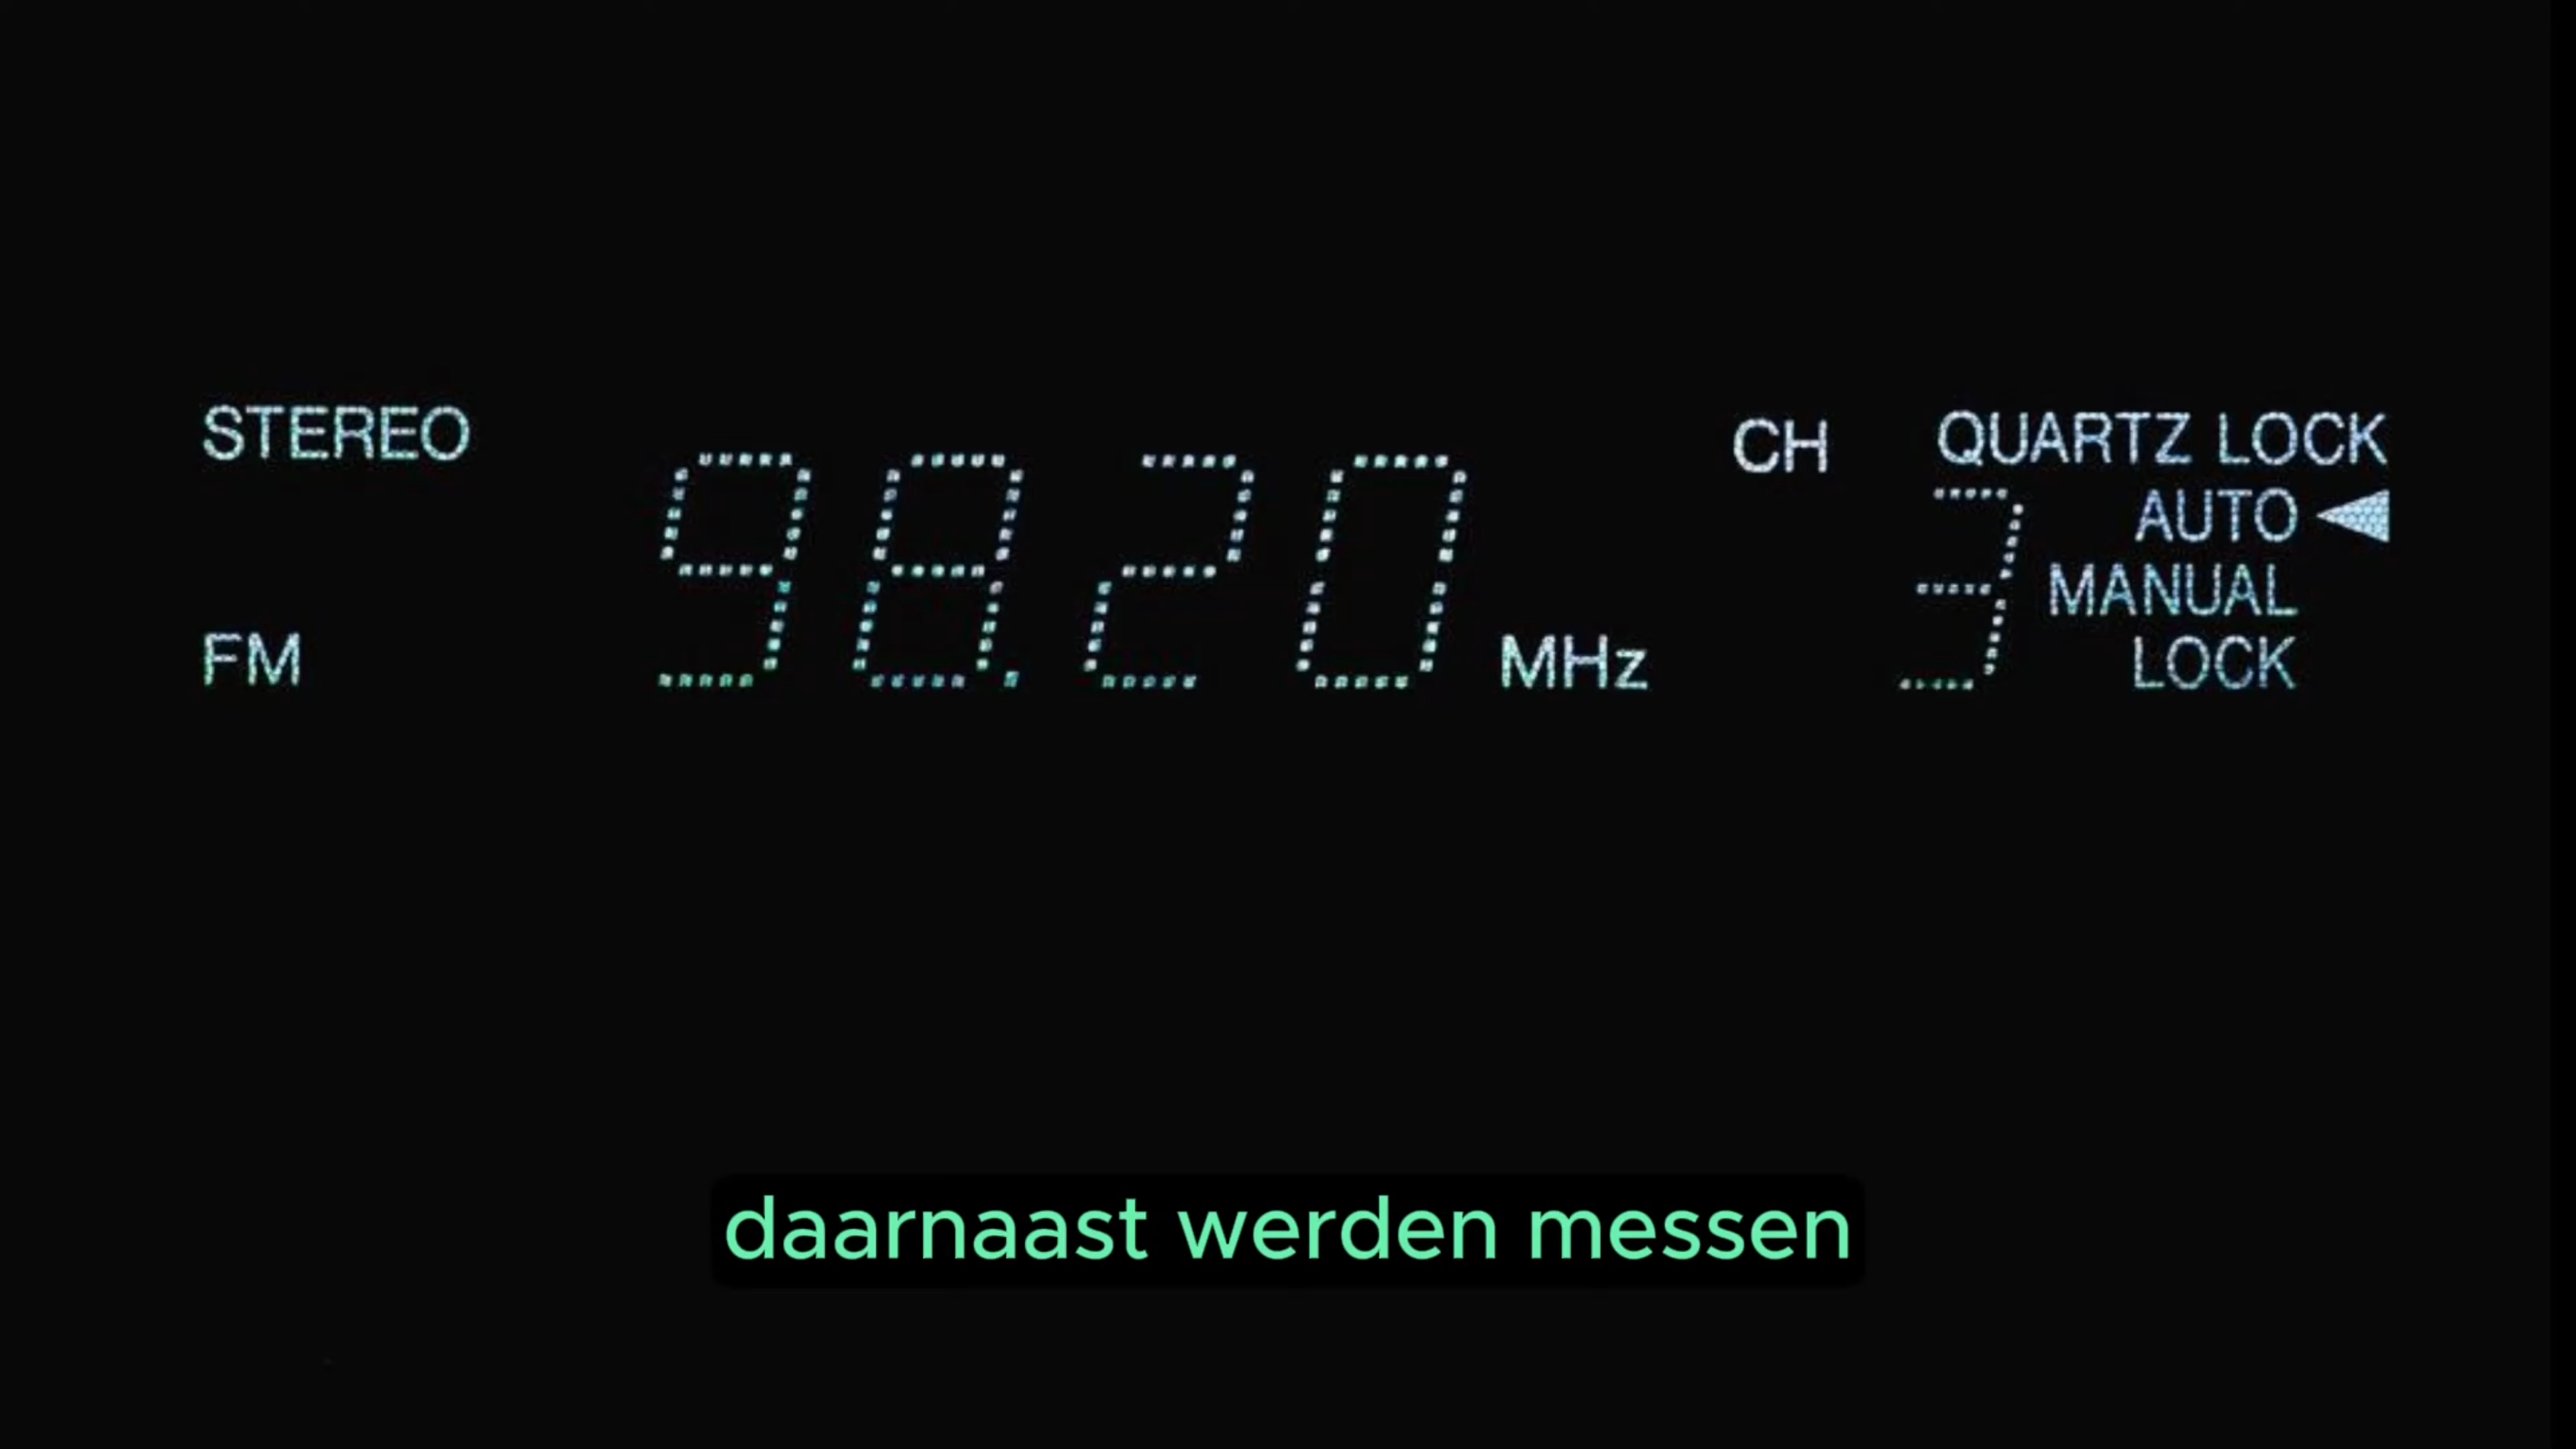 STEREO
FM
98.20 MHz
CH 3
QUARTZ LOCK
AUTO
MANUAL
LOCK
daarnaast werden messen